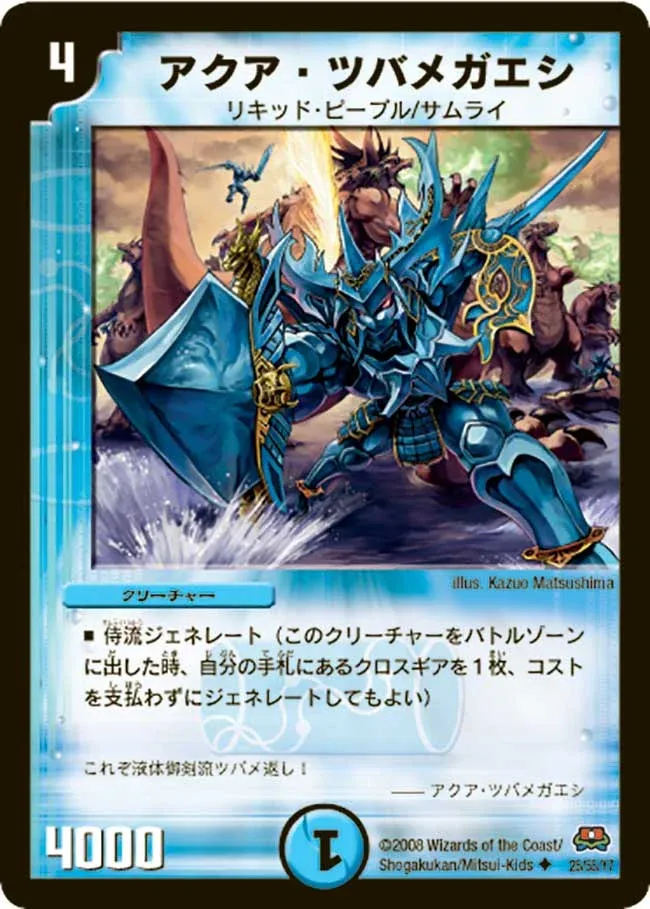 4
アクア・ツバメガエシ
リキッド・ピープル/サムライ
illus. Kazuo Matsushima
クリーチャー
■ 侍流ジェネレート（このクリーチャーをバトルゾーン
に出した時、自分の手札にあるクロスギアを１枚、コスト
を支払わずにジェネレートしてもよい）
これぞ液体御剣流ツバメ返し！
── アクア・ツバメガエシ
4000
1
©2008 Wizards of the Coast/
Shogakukan/Mitsui-Kids ◆